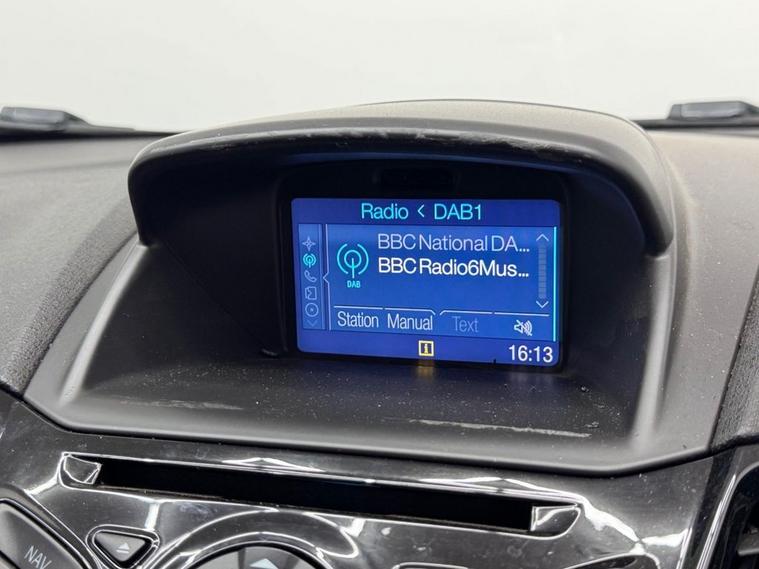 Radio < DAB1
BBC National DA...
BBC Radio6Mus...
DAB
Station Manual Text
i 16:13
NAV